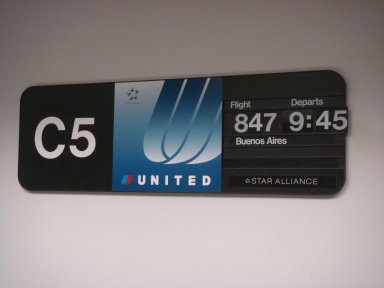 C5
UNITED
Flight Departs
847 9:45
Buenos Aires
STAR ALLIANCE